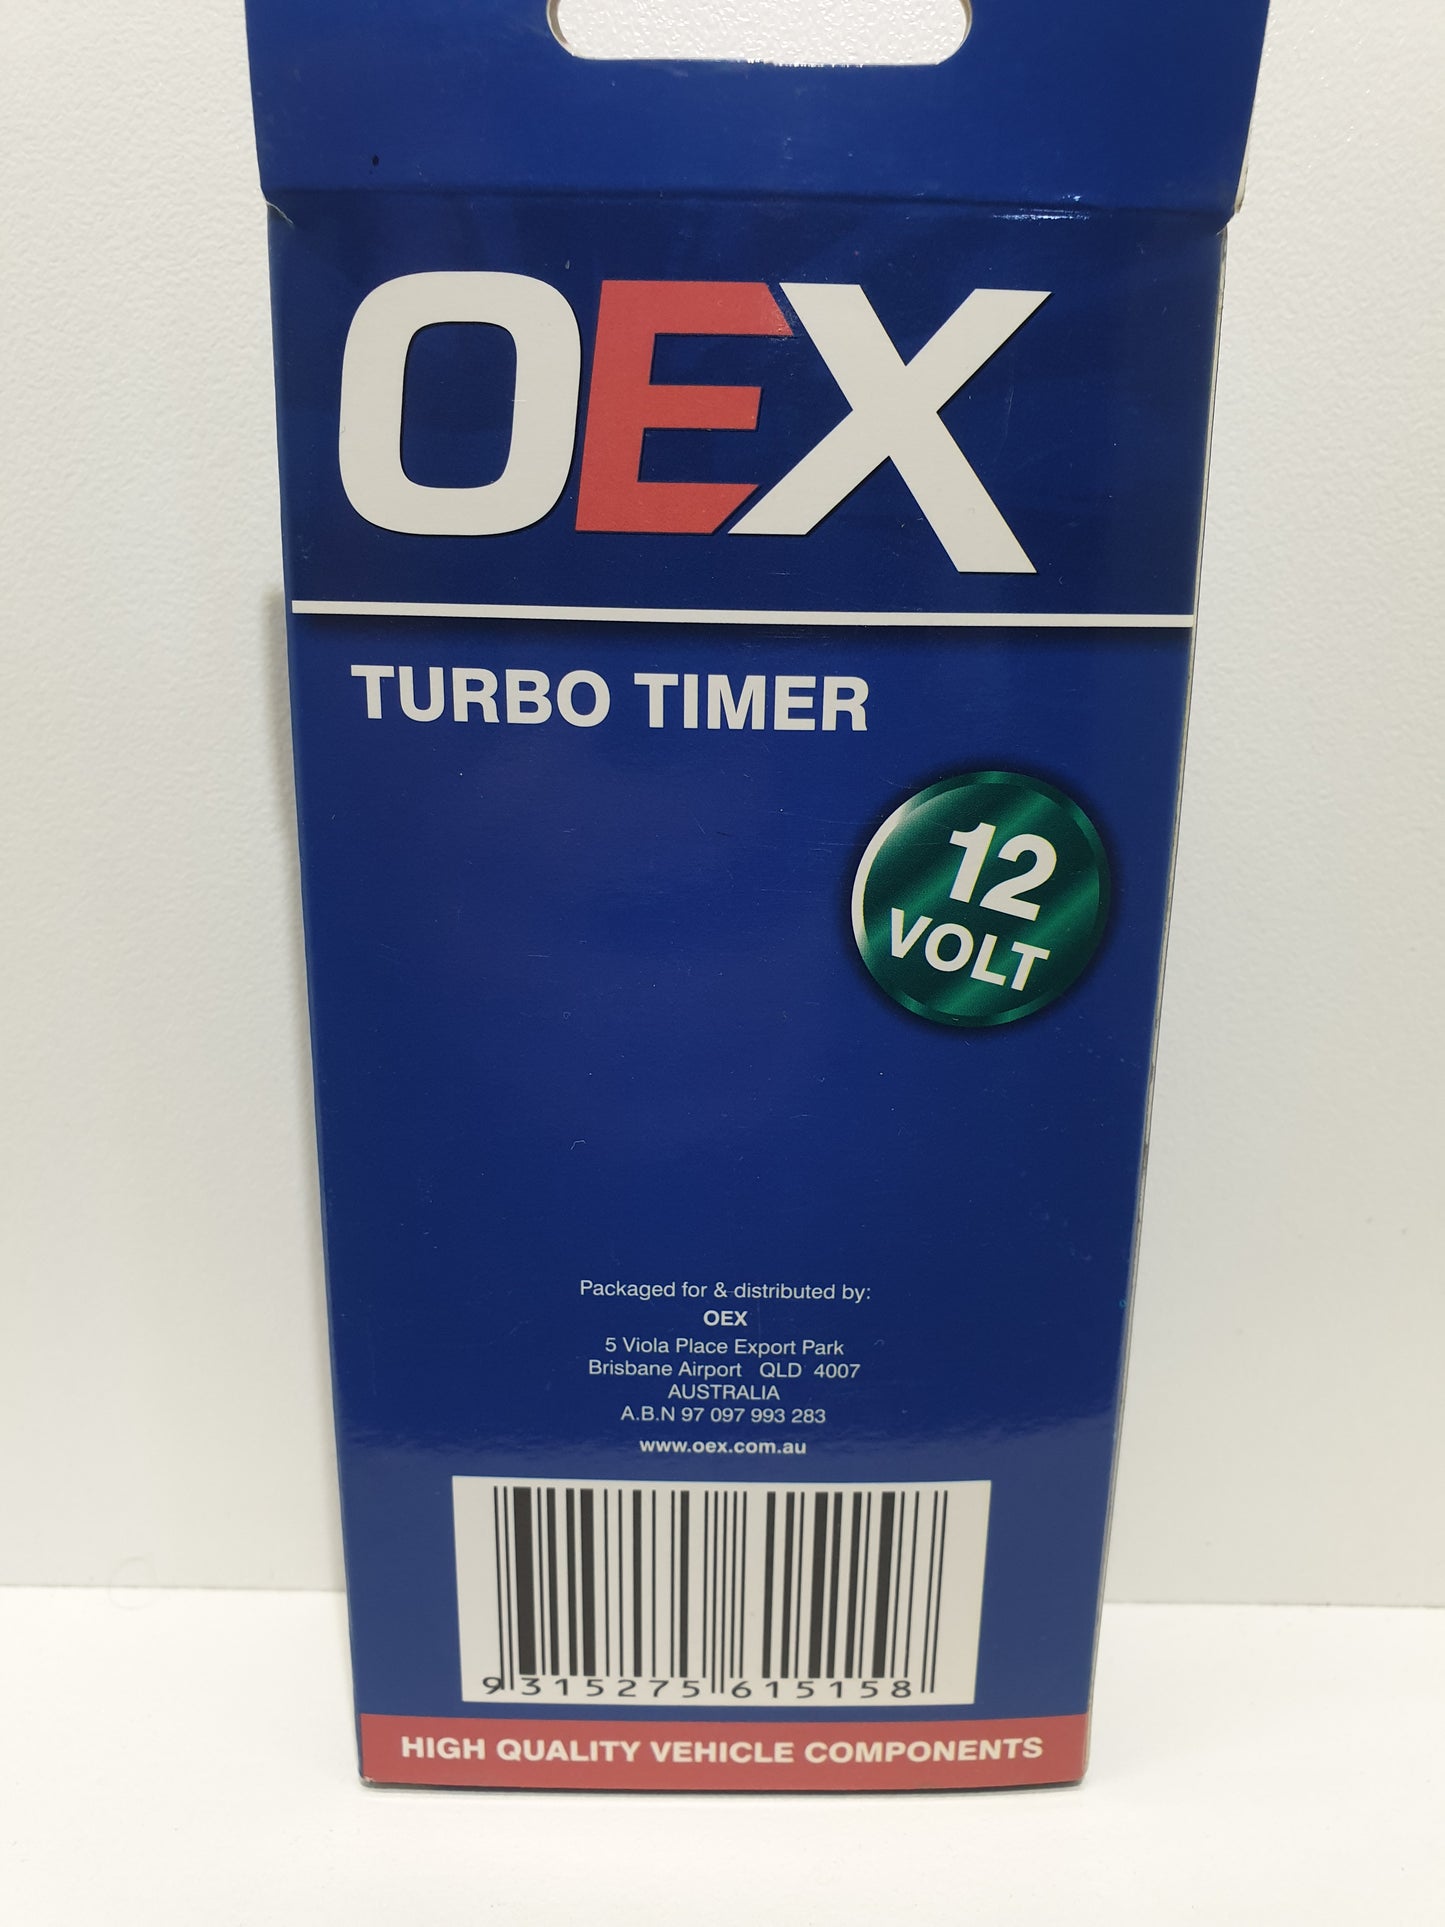 OEX
TURBO TIMER
12
VOLT
Packaged for & distributed by:
OEX
5 Viola Place Export Park
Brisbane Airport QLD 4007
AUSTRALIA
A.B.N 97 097 993 283
www.oex.com.au
9 315275 615158
HIGH QUALITY VEHICLE COMPONENTS